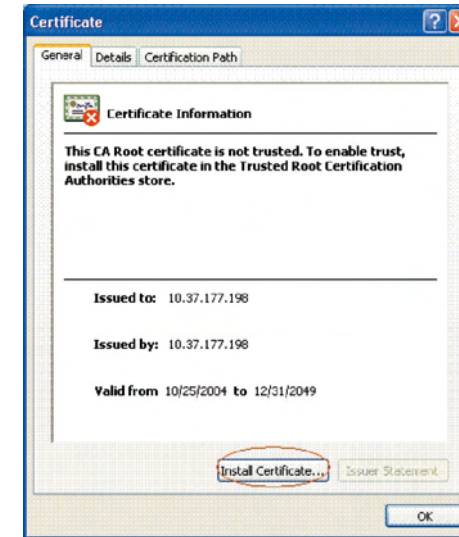 Certificate
General Details Certification Path
Certificate Information
This CA Root certificate is not trusted. To enable trust,
install this certificate in the Trusted Root Certification
Authorities store.
Issued to: 10.37.177.198
Issued by: 10.37.177.198
Valid from 10/25/2004 to 12/31/2049
Install Certificate... Issuer Statement
OK